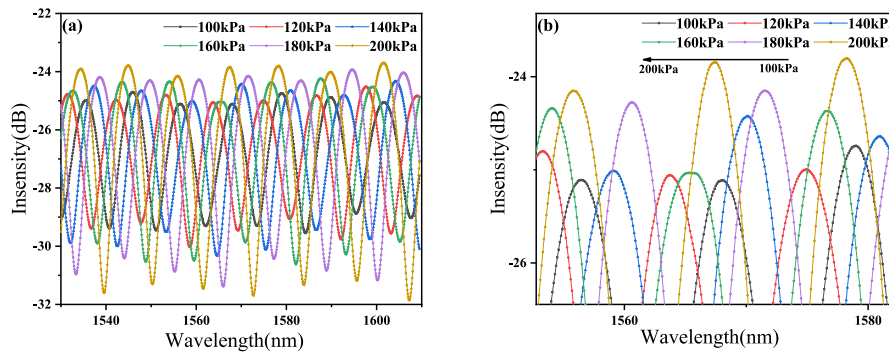 (a)
100kPa 120kPa 140kPa
160kPa 180kPa 200kPa
-22
-24
-26
-28
-30
-32
Insensity(dB)
1540 1560 1580 1600
Wavelength(nm)
(b)
100kPa 120kPa 140kP
160kPa 180kPa 200kP
200kPa 100kPa
-24
-25
-26
Insensity(dB)
1560 1580
Wavelength(nm)